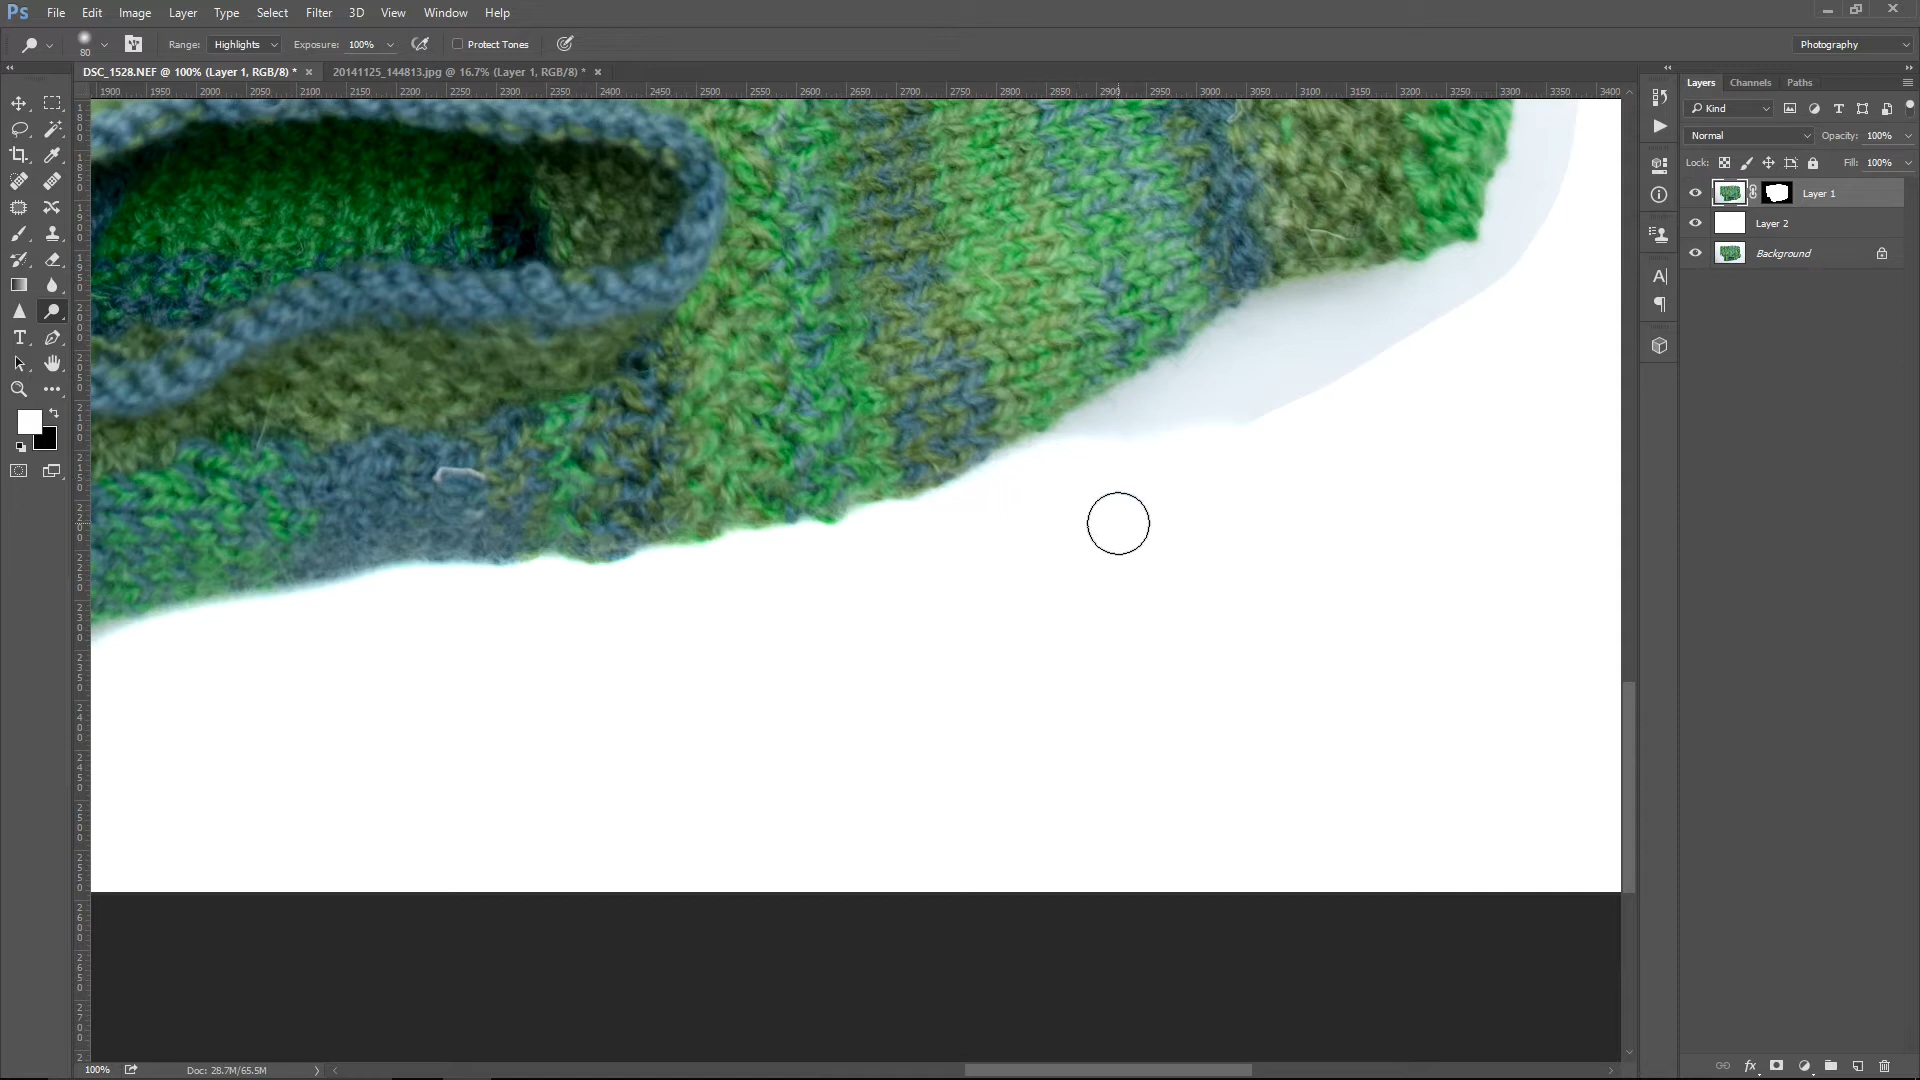 Ps File Edit Image Layer Type Select Filter 3D View Window Help
80 Range: Highlights Exposure: 100% Protect Tones Photography
DSC_1528.NEF @ 100% (Layer 1, RGB/8) * × 20141125_144813.jpg @ 16.7% (Layer 1, RGB/8) * ×
1900 1950 2000 2050 2100 2150 2200 2250 2300 2350 2400 2450 2500 2550 2600 2650 2700 2750 2800 2850 2900 2950 3000 3050 3100 3150 3200 3250 3300 3350 3400
Layers Channels Paths
Kind
Normal Opacity: 100%
Lock: Fill: 100%
Layer 1
Layer 2
Background
100% Doc: 28.7M/65.5M